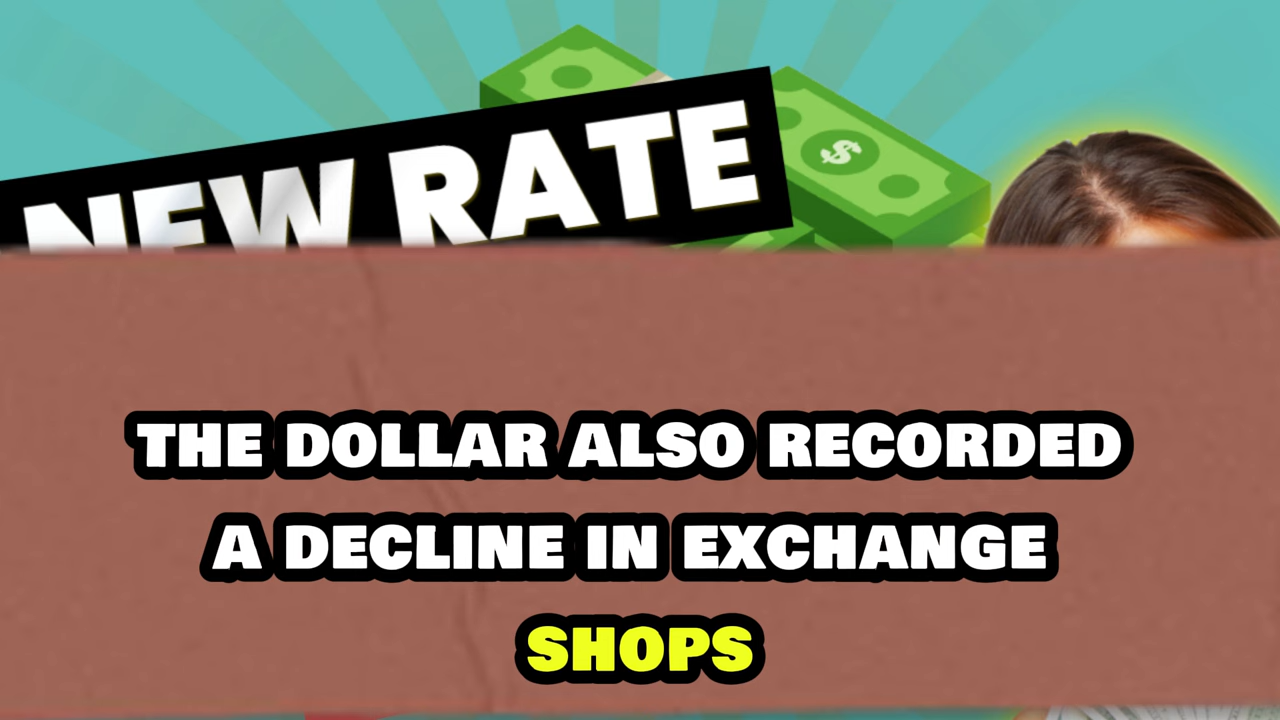 NEW RATE
THE DOLLAR ALSO RECORDED
A DECLINE IN EXCHANGE
SHOPS